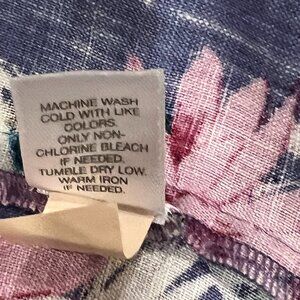 MACHINE WASH
COLD WITH LIKE
COLORS.
ONLY NON-
CHLORINE BLEACH
IF NEEDED.
TUMBLE DRY LOW.
WARM IRON
IF NEEDED.